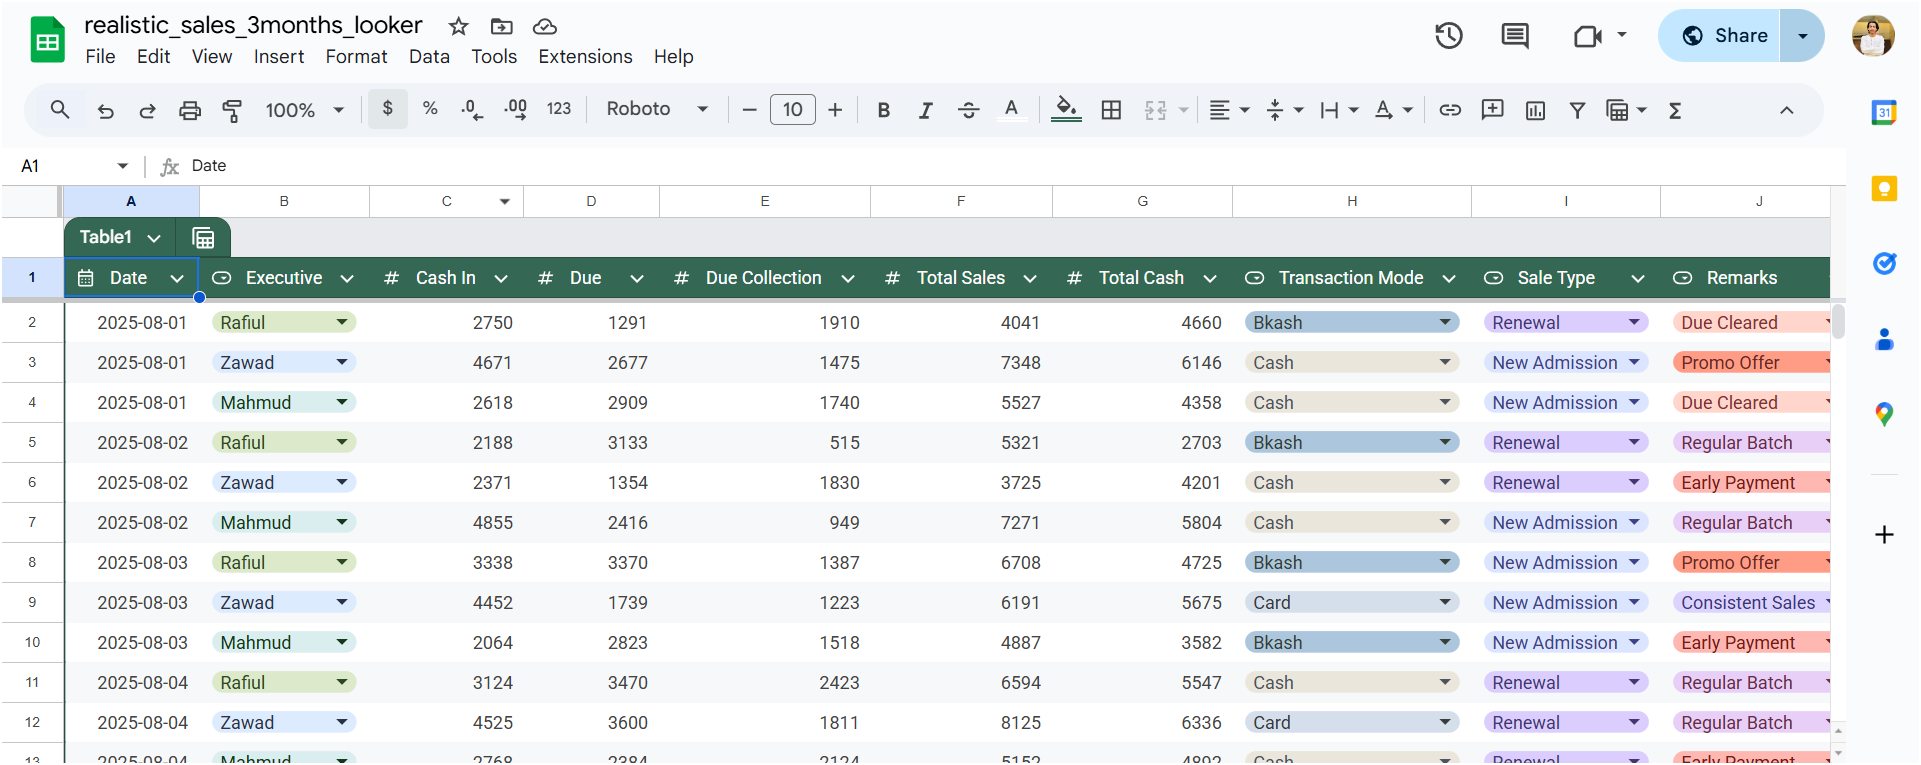 realistic_sales_3months_looker
File Edit View Insert Format Data Tools Extensions Help
Share
100% $ % .0 .00 123 Roboto 10 B I S A
31
A1 fx Date
A B C D E F G H I J
Table1
1 Date Executive Cash In Due Due Collection Total Sales Total Cash Transaction Mode Sale Type Remarks
2 2025-08-01 Rafiul 2750 1291 1910 4041 4660 Bkash Renewal Due Cleared
3 2025-08-01 Zawad 4671 2677 1475 7348 6146 Cash New Admission Promo Offer
4 2025-08-01 Mahmud 2618 2909 1740 5527 4358 Cash New Admission Due Cleared
5 2025-08-02 Rafiul 2188 3133 515 5321 2703 Bkash Renewal Regular Batch
6 2025-08-02 Zawad 2371 1354 1830 3725 4201 Cash Renewal Early Payment
7 2025-08-02 Mahmud 4855 2416 949 7271 5804 Cash New Admission Regular Batch
8 2025-08-03 Rafiul 3338 3370 1387 6708 4725 Bkash New Admission Promo Offer
9 2025-08-03 Zawad 4452 1739 1223 6191 5675 Card New Admission Consistent Sales
10 2025-08-03 Mahmud 2064 2823 1518 4887 3582 Bkash New Admission Early Payment
11 2025-08-04 Rafiul 3124 3470 2423 6594 5547 Cash Renewal Regular Batch
12 2025-08-04 Zawad 4525 3600 1811 8125 6336 Card Renewal Regular Batch
13 2025-08-04 Mahmud 2768 2384 2124 5152 4892 Cash Renewal Early Payment